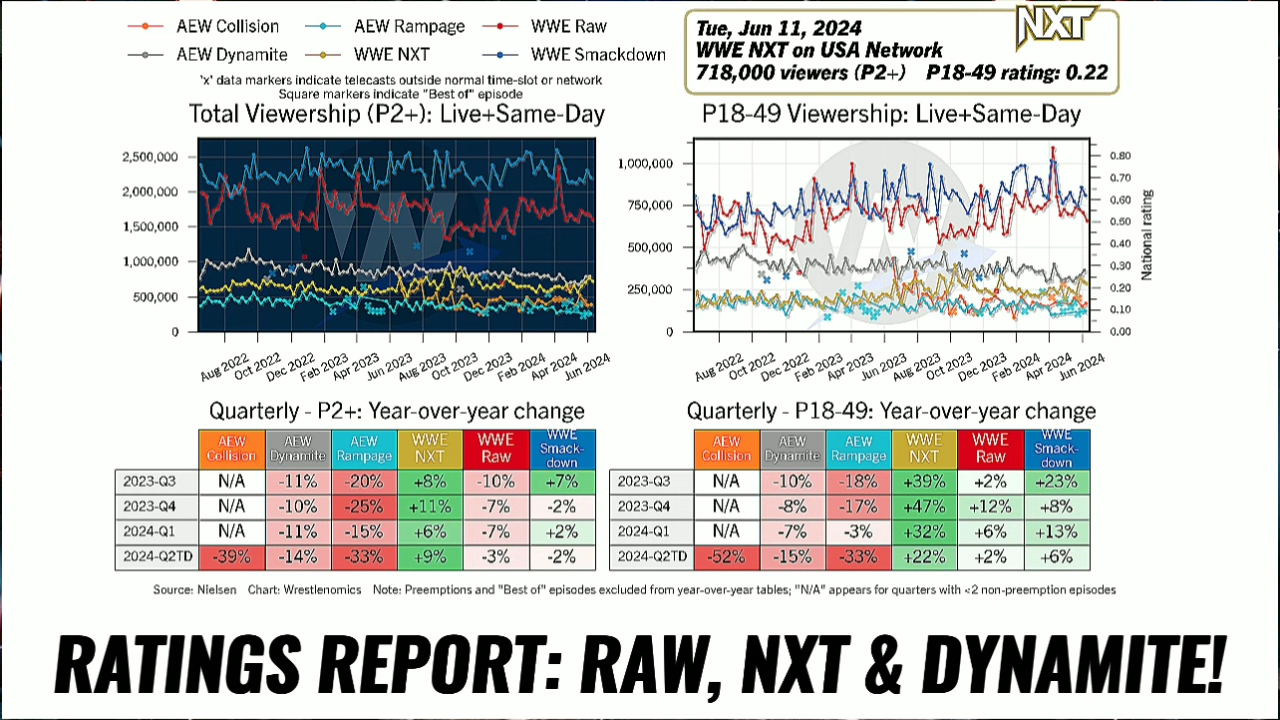 AEW Collision
AEW Rampage
WWE Raw
AEW Dynamite
WWE NXT
WWE Smackdown
'x' data markers indicate telecasts outside normal time-slot or network
Square markers indicate "Best of" episode
NXT
Tue, Jun 11, 2024
WWE NXT on USA Network
718,000 viewers (P2+) P18-49 rating: 0.22
Total Viewership (P2+): Live+Same-Day
2,500,000
2,000,000
1,500,000
1,000,000
500,000
0
Aug 2022 Oct 2022 Dec 2022 Feb 2023 Apr 2023 Jun 2023 Aug 2023 Oct 2023 Dec 2023 Feb 2024 Apr 2024 Jun 2024
P18-49 Viewership: Live+Same-Day
1,000,000
750,000
500,000
250,000
0
0.80
0.70
0.60
0.50
0.40
0.30
0.20
0.10
0.00
National rating
Aug 2022 Oct 2022 Dec 2022 Feb 2023 Apr 2023 Jun 2023 Aug 2023 Oct 2023 Dec 2023 Feb 2024 Apr 2024 Jun 2024
Quarterly - P2+: Year-over-year change
AEW Collision AEW Dynamite AEW Rampage WWE NXT WWE Raw WWE Smack-down
2023-Q3 N/A -11% -20% +8% -10% +7%
2023-Q4 N/A -10% -25% +11% -7% -2%
2024-Q1 N/A -11% -15% +6% -7% +2%
2024-Q2TD -39% -14% -33% +9% -3% -2%
Quarterly - P18-49: Year-over-year change
AEW Collision AEW Dynamite AEW Rampage WWE NXT WWE Raw WWE Smack-down
2023-Q3 N/A -10% -18% +39% +2% +23%
2023-Q4 N/A -8% -17% +47% +12% +8%
2024-Q1 N/A -7% -3% +32% +6% +13%
2024-Q2TD -52% -15% -33% +22% +2% +6%
Source: Nielsen Chart: Wrestlenomics Note: Preemptions and "Best of" episodes excluded from year-over-year tables; "N/A" appears for quarters with <2 non-preemption episodes
RATINGS REPORT: RAW, NXT & DYNAMITE!